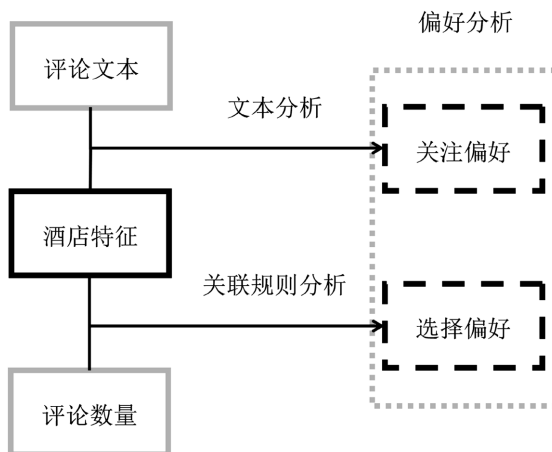 偏好分析
评论文本
文本分析
关注偏好
酒店特征
关联规则分析
选择偏好
评论数量